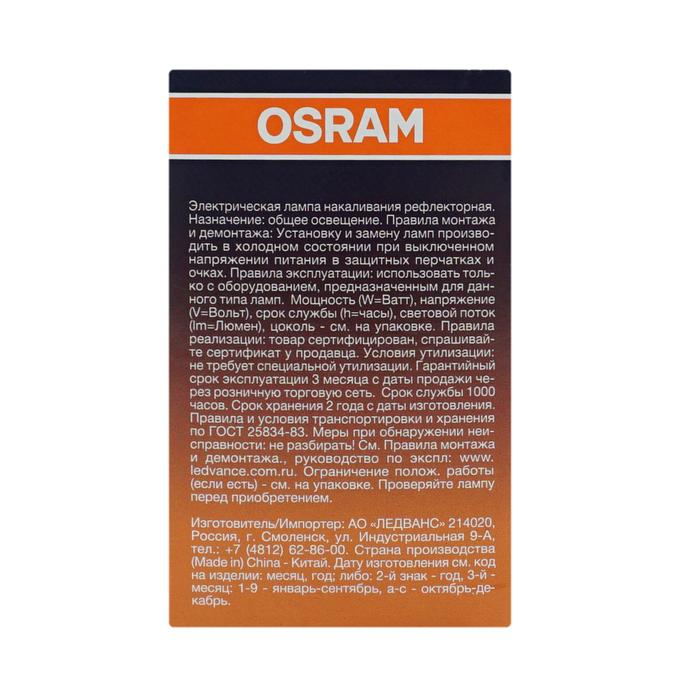 OSRAM
Электрическая лампа накаливания рефлекторная.
Назначение: общее освещение. Правила монтажа
и демонтажа: Установку и замену ламп произво-
дить в холодном состоянии при выключенном
напряжении питания в защитных перчатках и
очках. Правила эксплуатации: использовать толь-
ко с оборудованием, предназначенным для дан-
ного типа ламп. Мощность (W=Ватт), напряжение
(V=Вольт), срок службы (h=часы), световой поток
(lm=Люмен), цоколь - см. на упаковке. Правила
реализации: товар сертифицирован, спрашивай-
те сертификат у продавца. Условия утилизации:
не требует специальной утилизации. Гарантийный
срок эксплуатации 3 месяца с даты продажи че-
рез розничную торговую сеть. Срок службы 1000
часов. Срок хранения 2 года с даты изготовления.
Правила и условия транспортировки и хранения
по ГОСТ 25834-83. Меры при обнаружении неи-
справности: не разбирать! См. Правила монтажа
и демонтажа., руководство по экспл: www.
ledvance.com.ru. Ограничение полож. работы
(если есть) - см. на упаковке. Проверяйте лампу
перед приобретением.
Изготовитель/Импортер: АО «ЛЕДВАНС» 214020,
Россия, г. Смоленск, ул. Индустриальная 9-А,
тел.: +7 (4812) 62-86-00. Страна производства
(Made in) China - Китай. Дату изготовления см. код
на изделии: месяц, год; либо: 2-й знак - год, 3-й -
месяц: 1-9 - январь-сентябрь, а-с - октябрь-де-
кабрь.